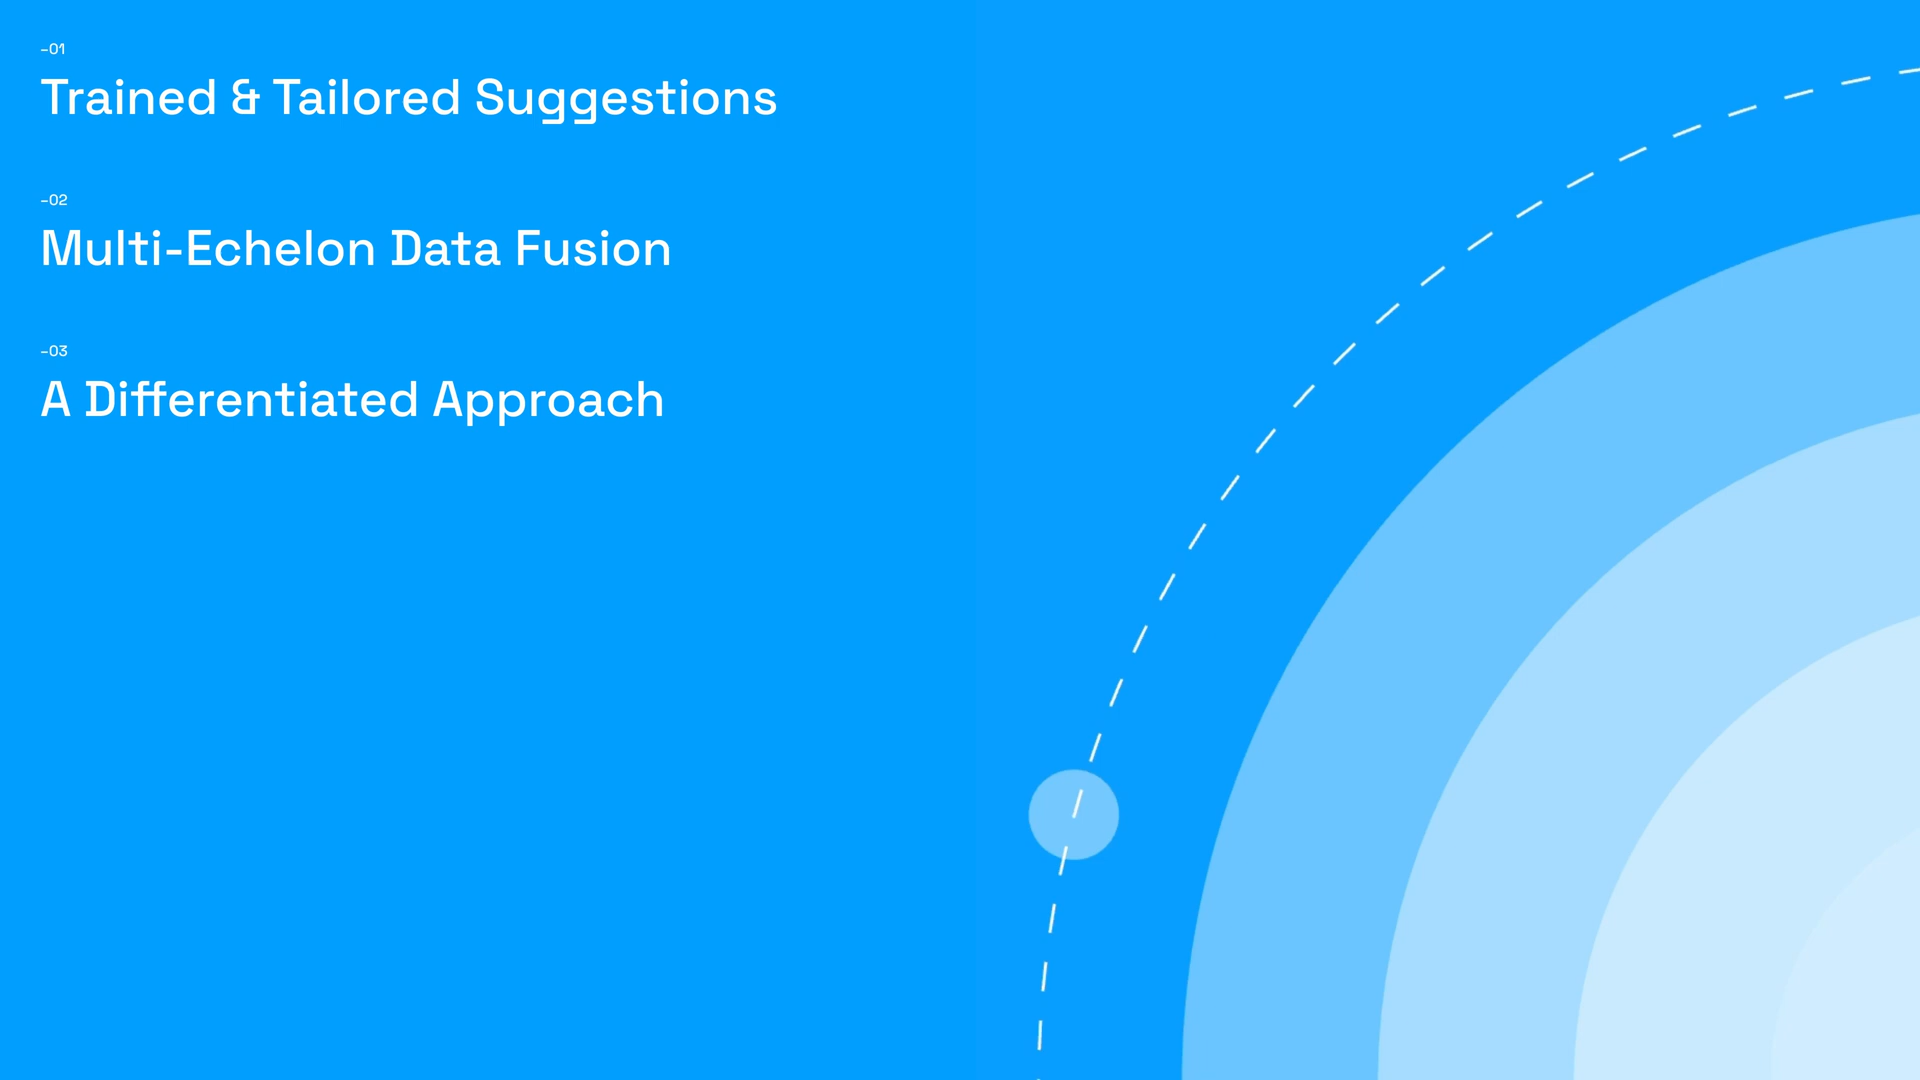 –01
Trained & Tailored Suggestions
–02
Multi-Echelon Data Fusion
–03
A Differentiated Approach